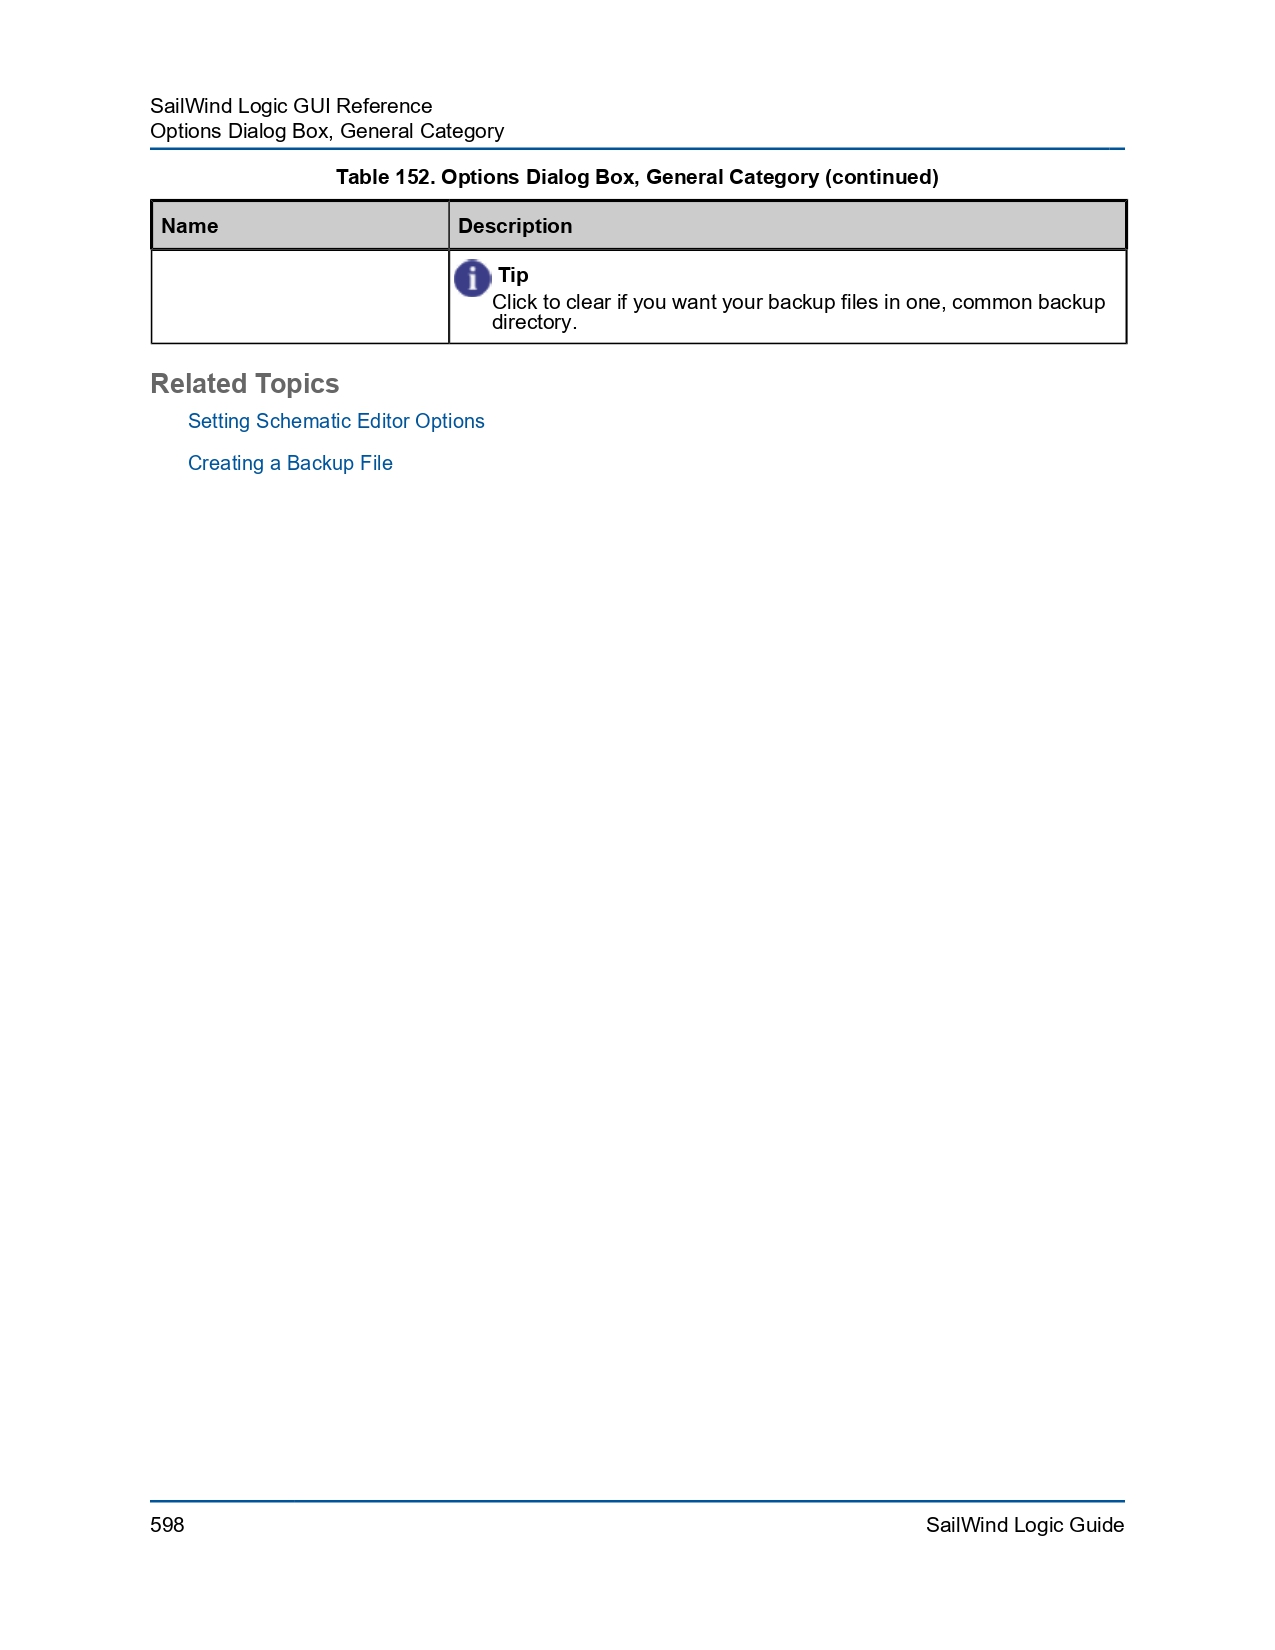 SailWind Logic GUI Reference
Options Dialog Box, General Category
Table 152. Options Dialog Box, General Category (continued)
Name Description
i Tip
Click to clear if you want your backup files in one, common backup
directory.
Related Topics
Setting Schematic Editor Options
Creating a Backup File
598 SailWind Logic Guide